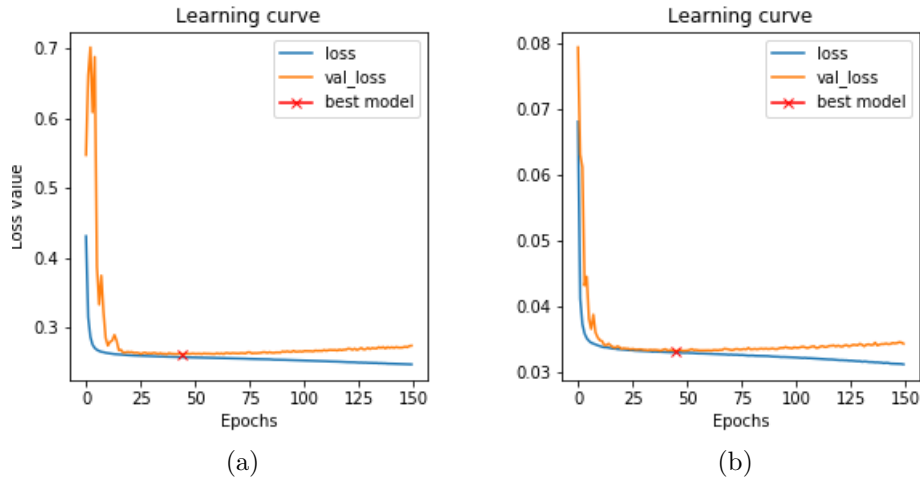 Learning curve
0.7
0.6
0.5
0.4
0.3
Loss value
loss
val_loss
best model
0 25 50 75 100 125 150
Epochs
(a)
Learning curve
0.08
0.07
0.06
0.05
0.04
0.03
loss
val_loss
best model
0 25 50 75 100 125 150
Epochs
(b)